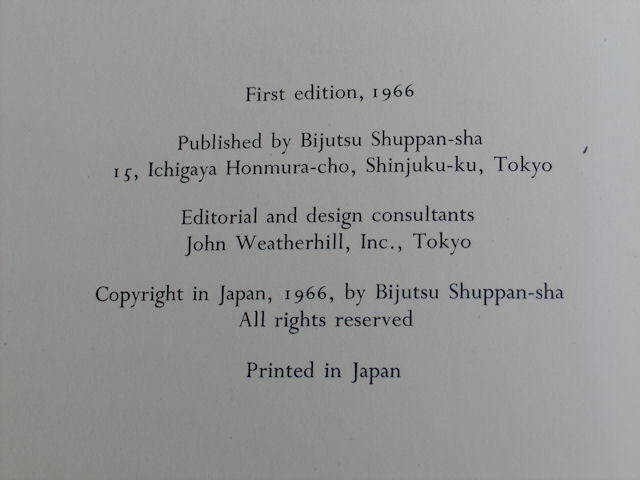 First edition, 1966
Published by Bijutsu Shuppan-sha
15, Ichigaya Honmura-cho, Shinjuku-ku, Tokyo
Editorial and design consultants
John Weatherhill, Inc., Tokyo
Copyright in Japan, 1966, by Bijutsu Shuppan-sha
All rights reserved
Printed in Japan